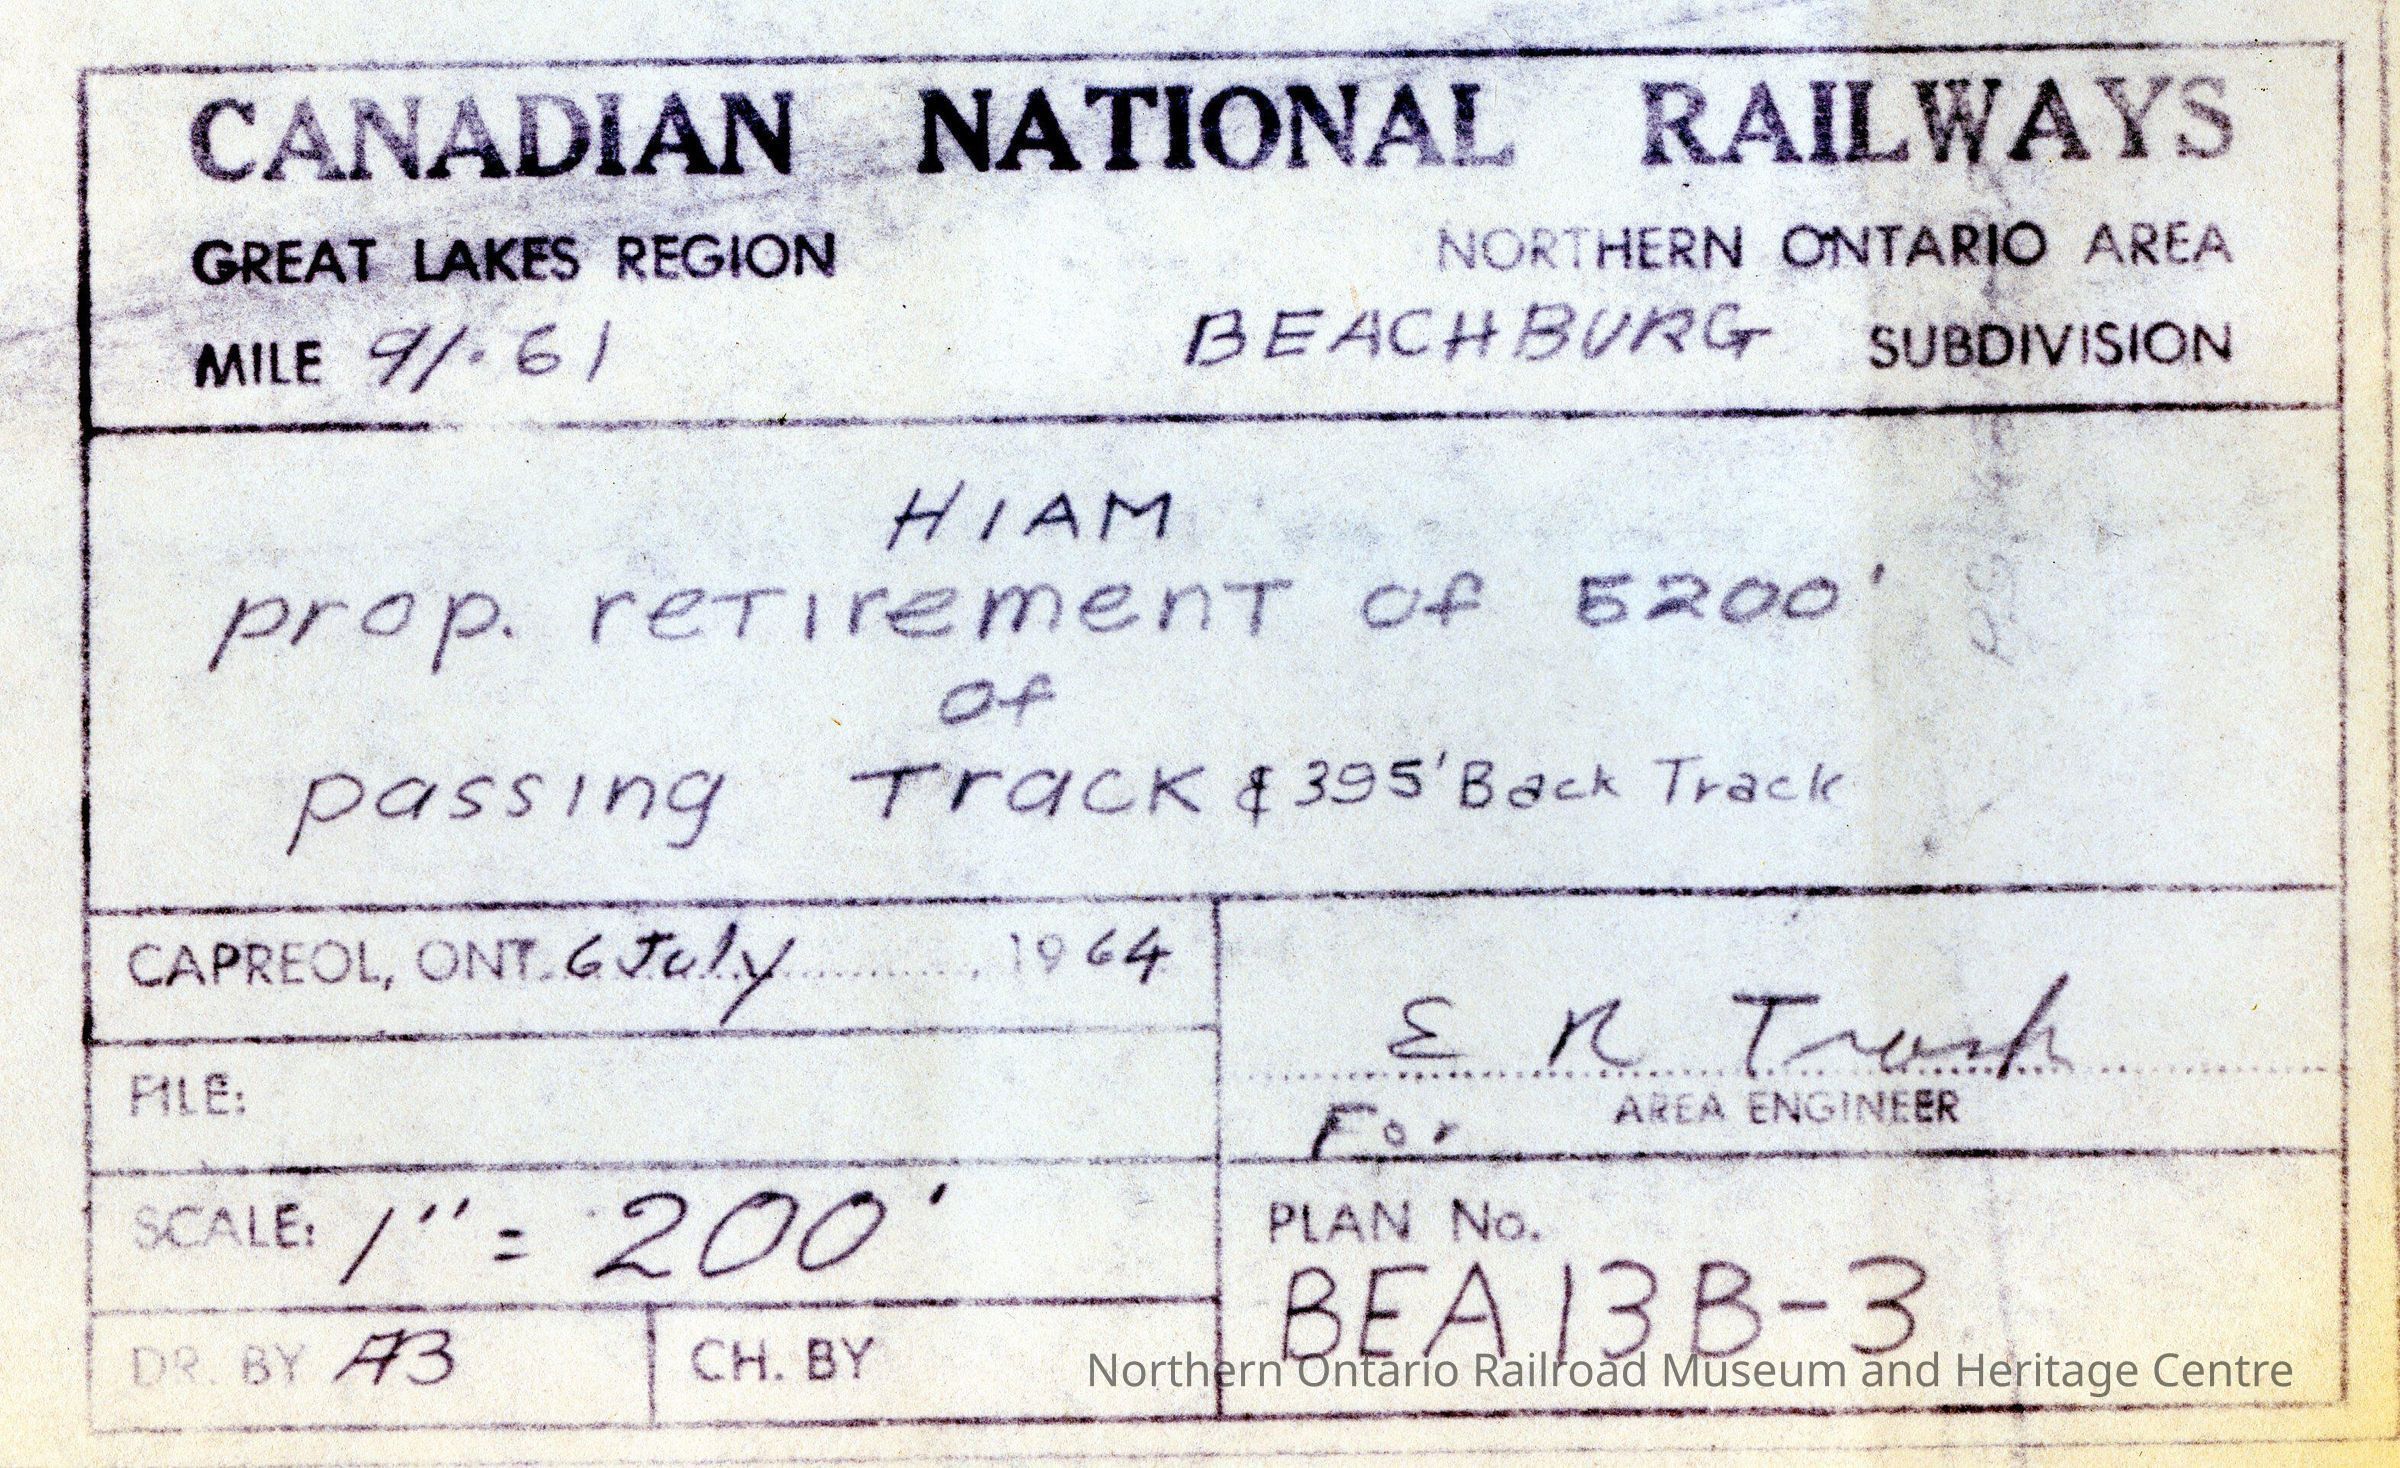 CANADIAN NATIONAL RAILWAYS
GREAT LAKES REGION NORTHERN ONTARIO AREA
MILE 91.61 BEACHBURG SUBDIVISION
HIAM
prop. retirement of 5200'
of
passing Track & 395' Back Track
CAPREOL, ONT. 6 July, 1964
E R Trask
For AREA ENGINEER
FILE:
SCALE: 1" = 200'
PLAN No.
BEA 13B-3
DR. BY AB CH. BY
Northern Ontario Railroad Museum and Heritage Centre